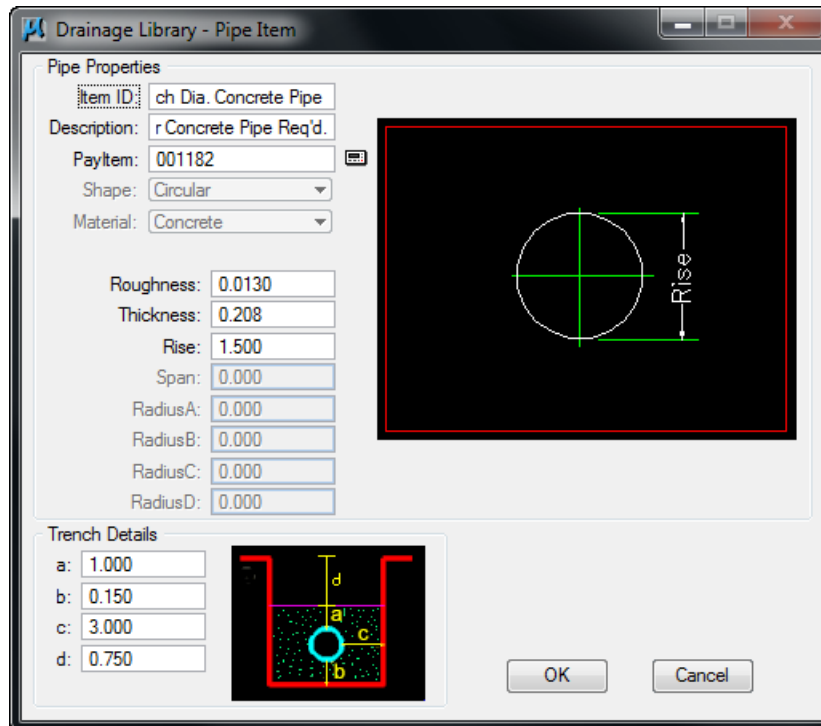 Drainage Library - Pipe Item
Pipe Properties
Item ID: ch Dia. Concrete Pipe
Description: r Concrete Pipe Req'd.
PayItem: 001182
Shape: Circular
Material: Concrete
Roughness: 0.0130
Thickness: 0.208
Rise: 1.500
Span: 0.000
RadiusA: 0.000
RadiusB: 0.000
RadiusC: 0.000
RadiusD: 0.000
Rise
Trench Details
a: 1.000
b: 0.150
c: 3.000
d: 0.750
d
a
c
b
OK Cancel